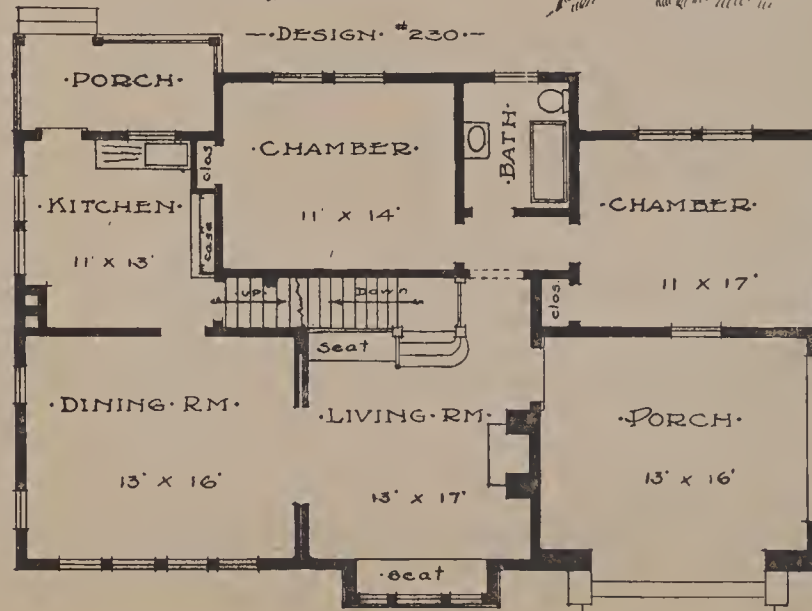 —·DESIGN· #230·—
·PORCH·
·CHAMBER·
11' X 14'
·BATH·
clos.
·KITCHEN·
11' X 13'
case
·CHAMBER·
11 X 17'
up.
Down
clos.
seat
·DINING·RM·
13' X 16'
·LIVING·RM·
13' X 17'
·PORCH·
13' X 16'
·seat